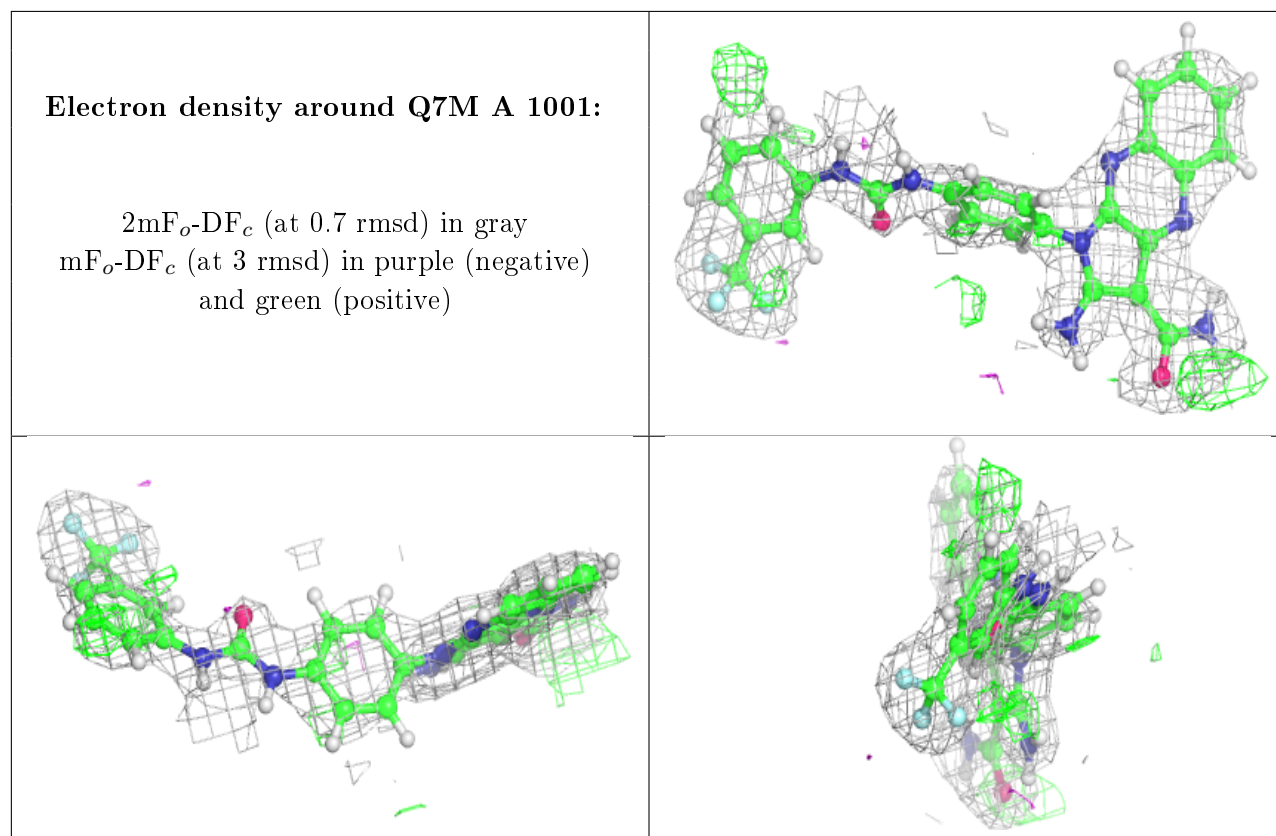 Electron density around Q7M A 1001:
2mFo-DFc (at 0.7 rmsd) in gray
mFo-DFc (at 3 rmsd) in purple (negative)
and green (positive)